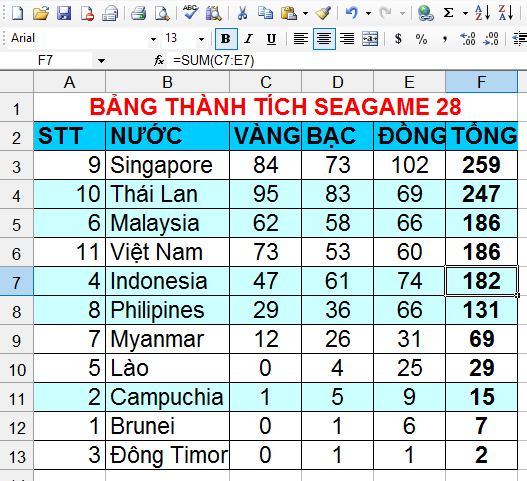 Arial 13 B I U $ % , .00 .0
F7 fx =SUM(C7:E7)
A B C D E F
1 BẢNG THÀNH TÍCH SEAGAME 28
2 STT NƯỚC VÀNG BẠC ĐỒNG TỔNG
3 9 Singapore 84 73 102 259
4 10 Thái Lan 95 83 69 247
5 6 Malaysia 62 58 66 186
6 11 Việt Nam 73 53 60 186
7 4 Indonesia 47 61 74 182
8 8 Philipines 29 36 66 131
9 7 Myanmar 12 26 31 69
10 5 Lào 0 4 25 29
11 2 Campuchia 1 5 9 15
12 1 Brunei 0 1 6 7
13 3 Đông Timor 0 1 1 2